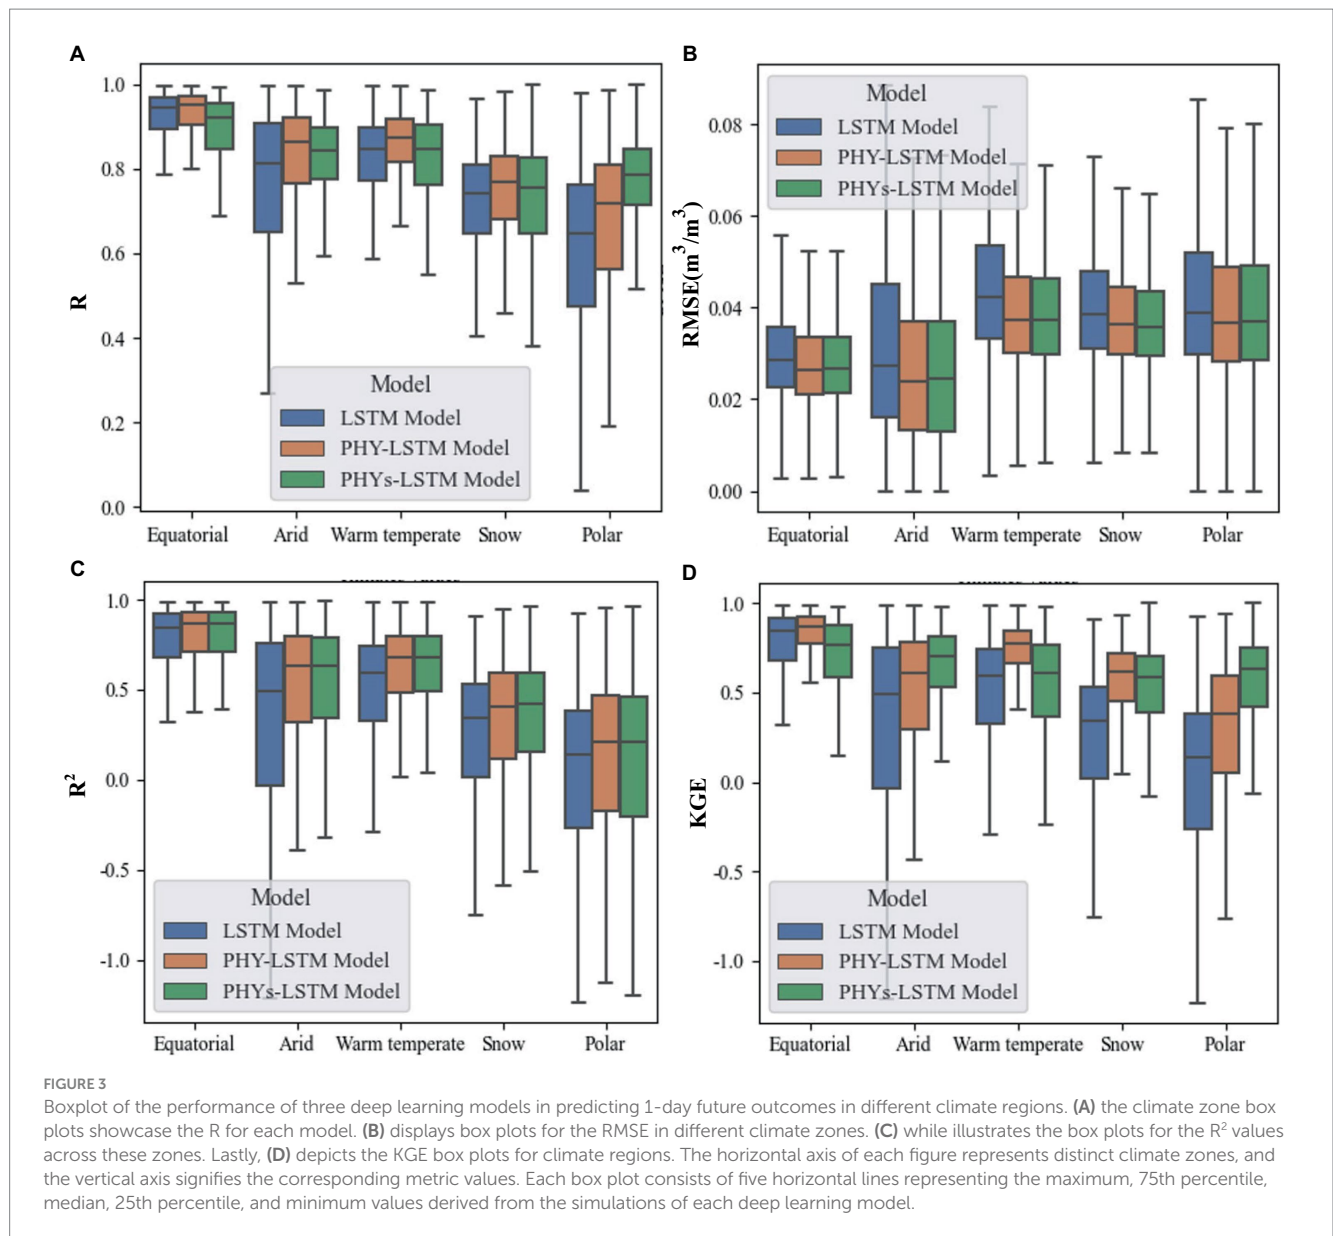 A
1.0
0.8
0.6
0.4
0.2
0.0
R
Model
LSTM Model
PHY-LSTM Model
PHYs-LSTM Model
Equatorial Arid Warm temperate Snow Polar
B
0.08
0.06
0.04
0.02
0.00
RMSE(m³/m³)
Model
LSTM Model
PHY-LSTM Model
PHYs-LSTM Model
Equatorial Arid Warm temperate Snow Polar
C
1.0
0.5
0.0
-0.5
-1.0
R²
Model
LSTM Model
PHY-LSTM Model
PHYs-LSTM Model
Equatorial Arid Warm temperate Snow Polar
D
1.0
0.5
0.0
-0.5
-1.0
KGE
Model
LSTM Model
PHY-LSTM Model
PHYs-LSTM Model
Equatorial Arid Warm temperate Snow Polar
FIGURE 3
Boxplot of the performance of three deep learning models in predicting 1-day future outcomes in different climate regions. (A) the climate zone box
plots showcase the R for each model. (B) displays box plots for the RMSE in different climate zones. (C) while illustrates the box plots for the R² values
across these zones. Lastly, (D) depicts the KGE box plots for climate regions. The horizontal axis of each figure represents distinct climate zones, and
the vertical axis signifies the corresponding metric values. Each box plot consists of five horizontal lines representing the maximum, 75th percentile,
median, 25th percentile, and minimum values derived from the simulations of each deep learning model.